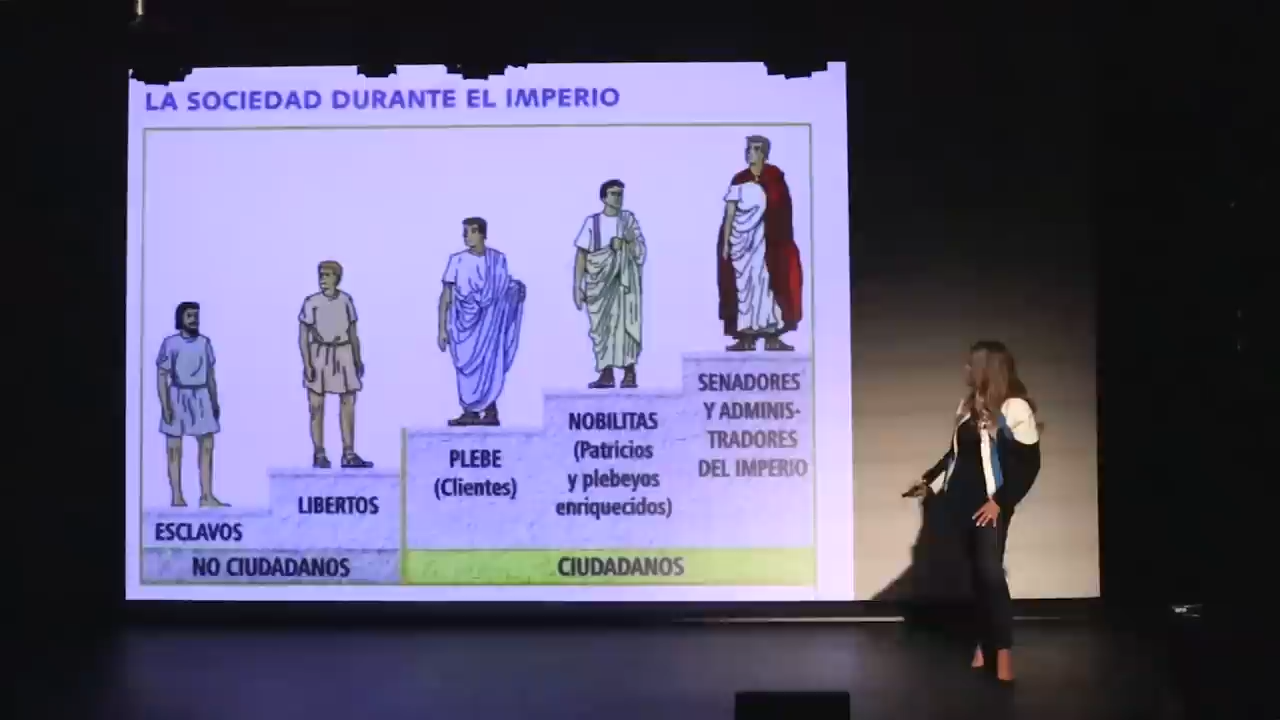 LA SOCIEDAD DURANTE EL IMPERIO
ESCLAVOS
LIBERTOS
PLEBE
(Clientes)
NOBILITAS
(Patricios
y plebeyos
enriquecidos)
SENADORES
Y ADMINIS-
TRADORES
DEL IMPERIO
NO CIUDADANOS
CIUDADANOS